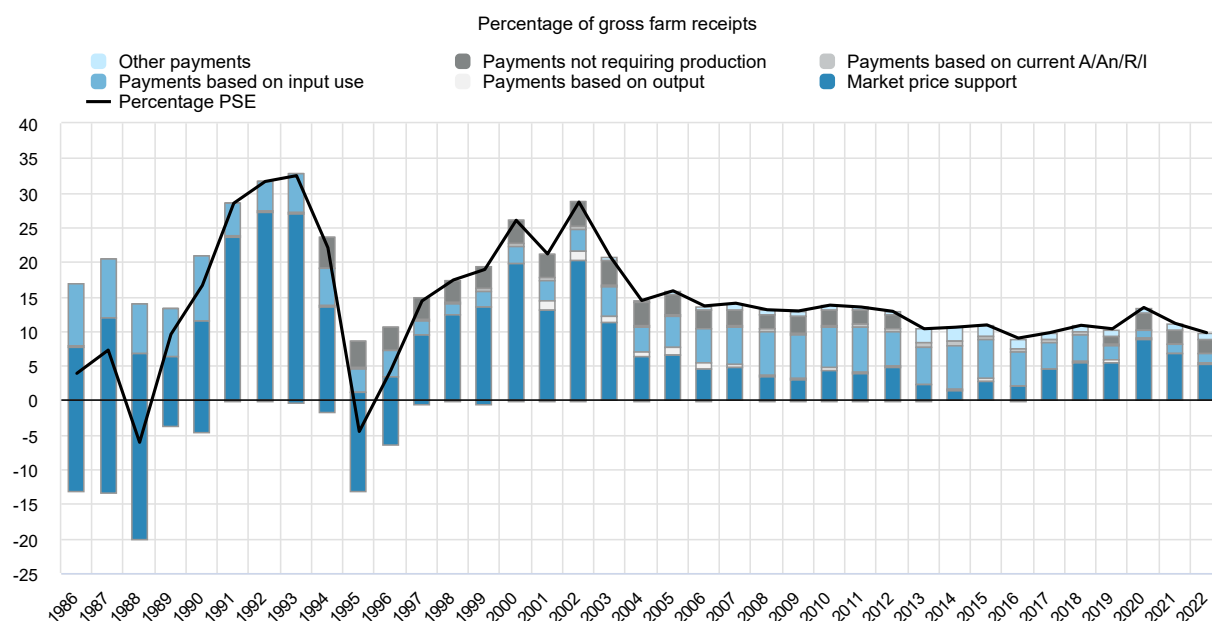 Percentage of gross farm receipts
Other payments
Payments not requiring production
Payments based on current A/An/R/I
Payments based on input use
Payments based on output
Market price support
Percentage PSE
40
35
30
25
20
15
10
5
0
-5
-10
-15
-20
-25
1986 1987 1988 1989 1990 1991 1992 1993 1994 1995 1996 1997 1998 1999 2000 2001 2002 2003 2004 2005 2006 2007 2008 2009 2010 2011 2012 2013 2014 2015 2016 2017 2018 2019 2020 2021 2022